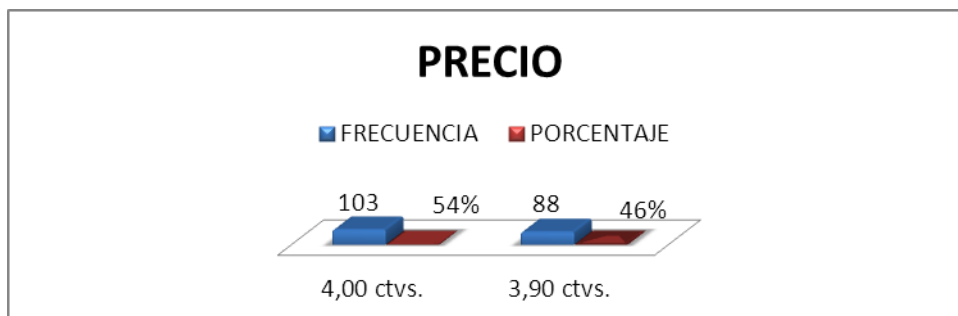 PRECIO
FRECUENCIA PORCENTAJE
103 54% 88 46%
4,00 ctvs. 3,90 ctvs.